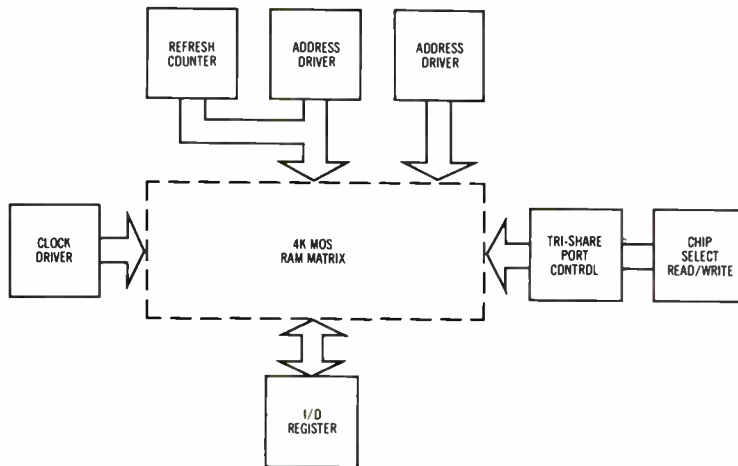 REFRESH
COUNTER
ADDRESS
DRIVER
ADDRESS
DRIVER
CLOCK
DRIVER
4K MOS
RAM MATRIX
TRI-SHARE
PORT
CONTROL
CHIP
SELECT
READ/WRITE
I/D
REGISTER